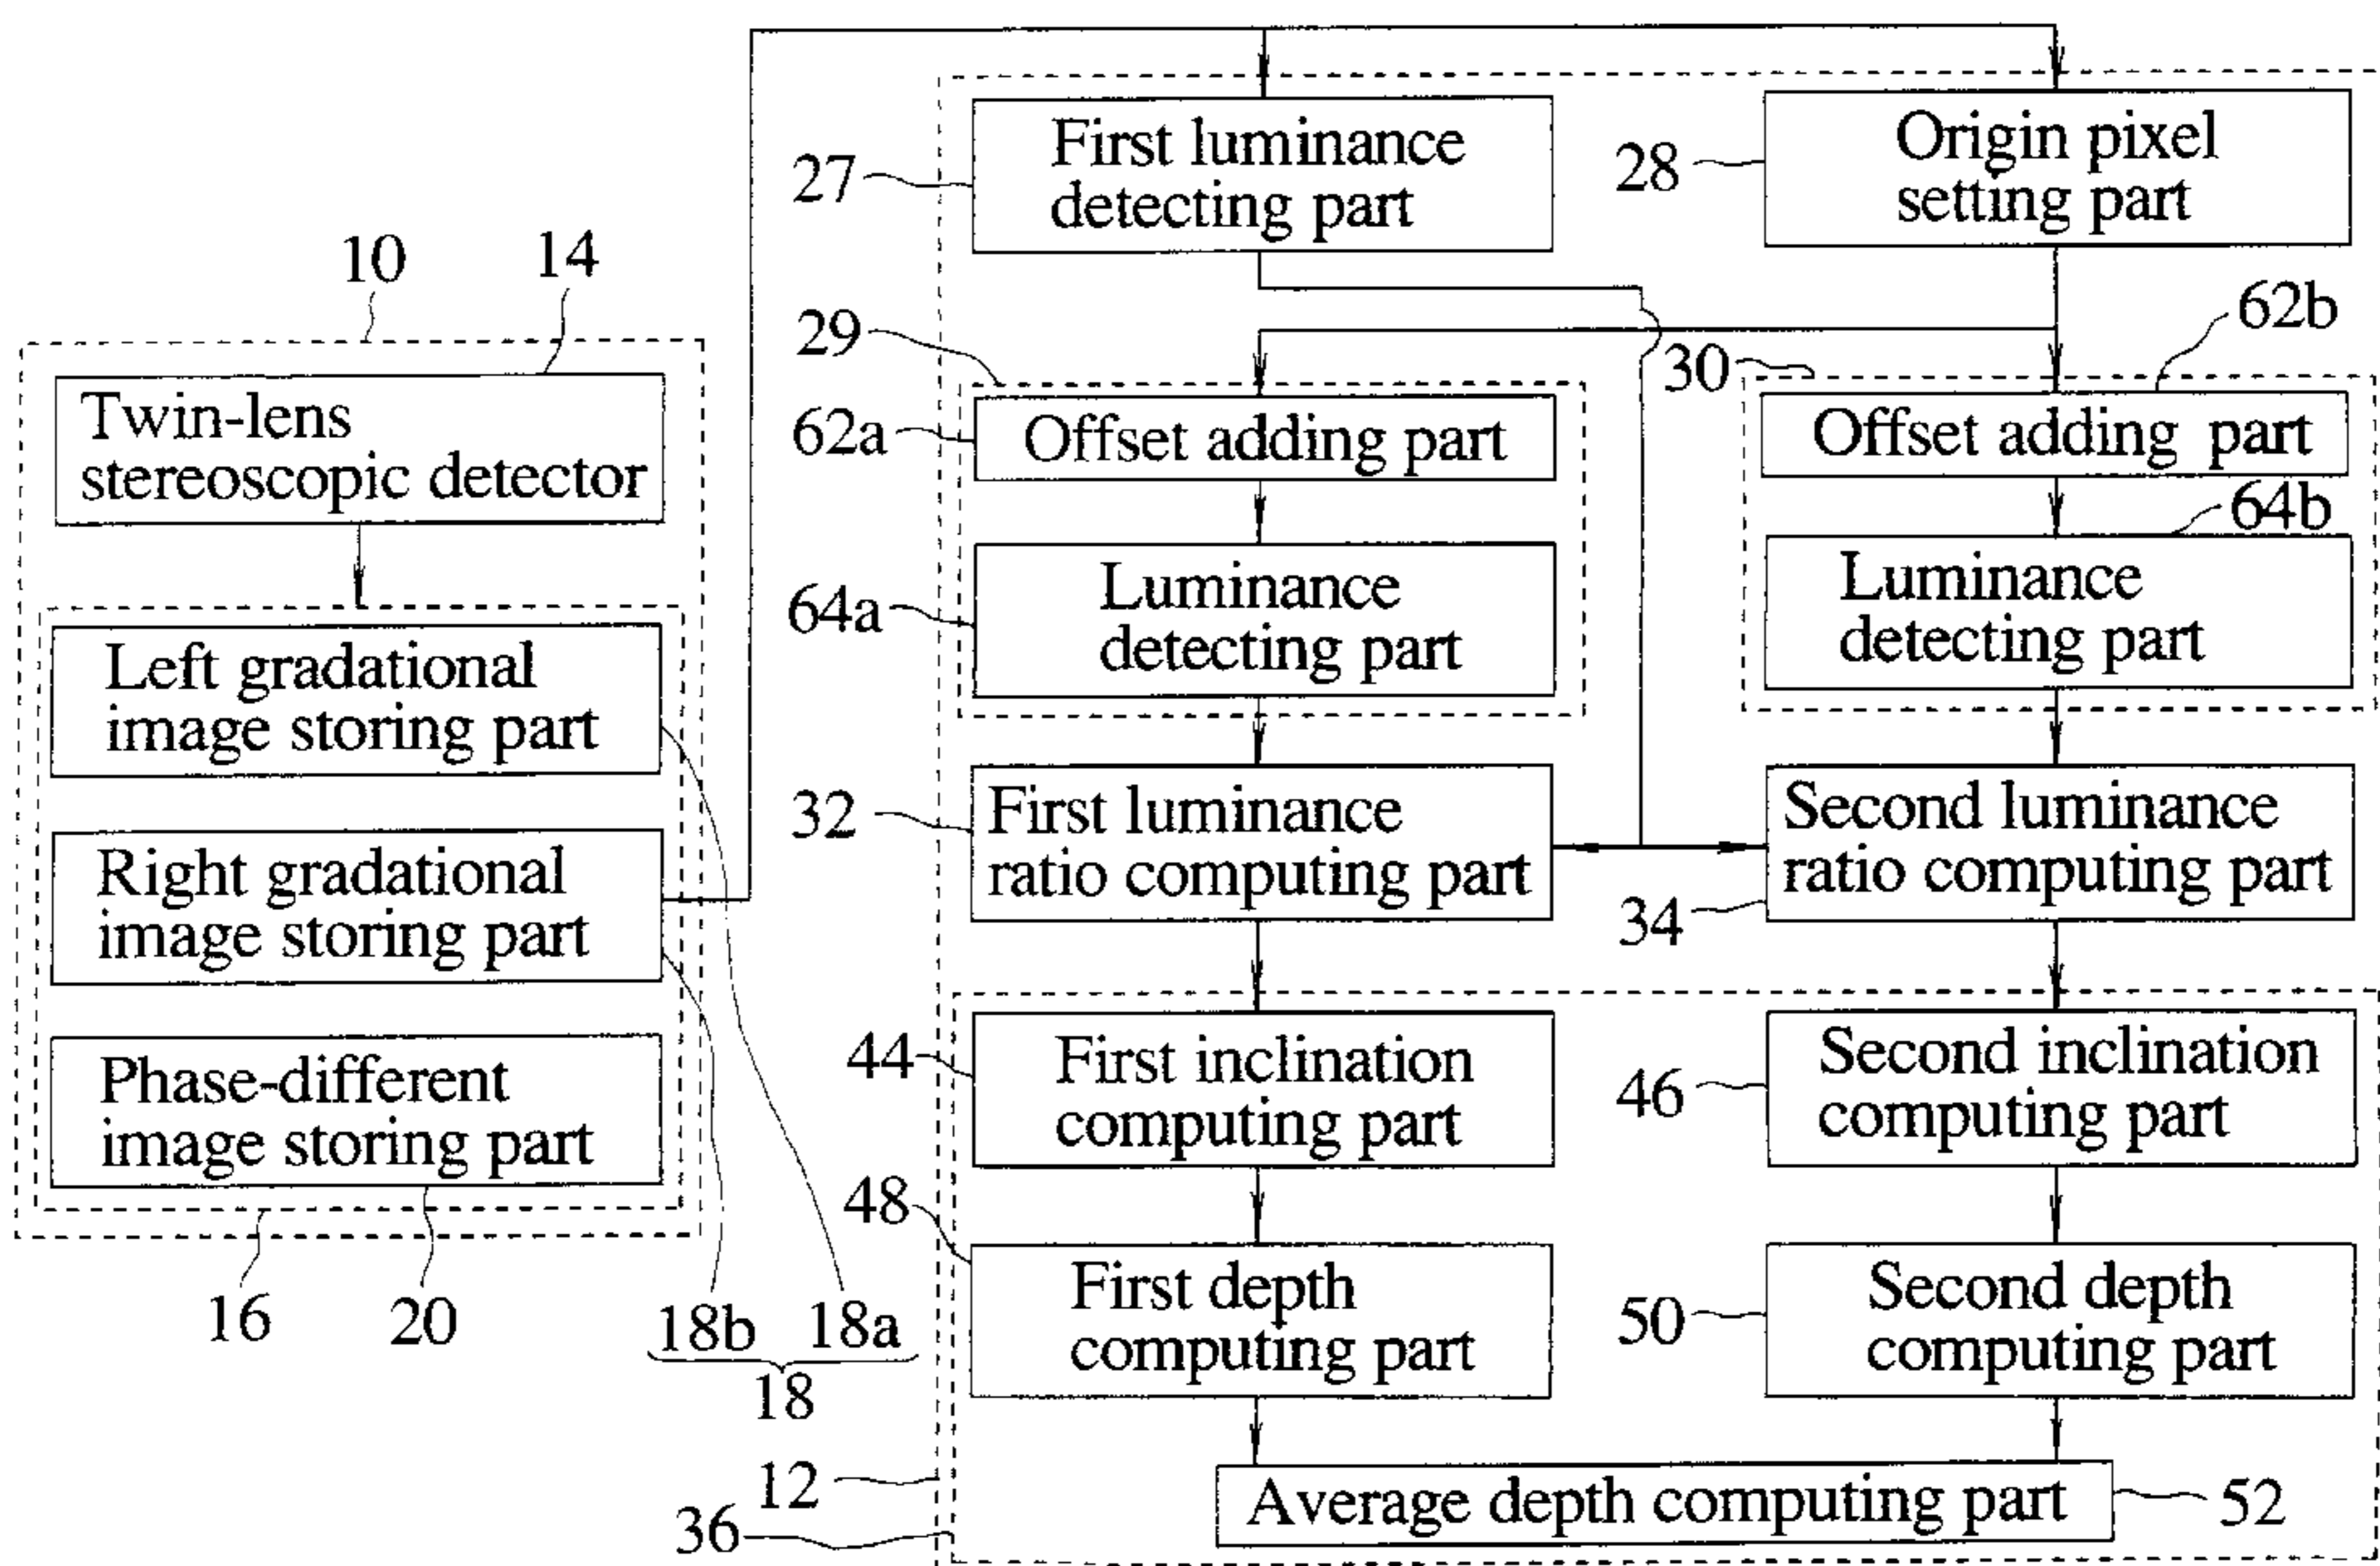 10
14
Twin-lens
stereoscopic detector
Left gradational
image storing part
Right gradational
image storing part
Phase-different
image storing part
16
20
18b
18a
18
27
First luminance
detecting part
28
Origin pixel
setting part
29
62a
Offset adding part
64a
Luminance
detecting part
30
62b
Offset adding part
64b
Luminance
detecting part
32
First luminance
ratio computing part
Second luminance
ratio computing part
34
44
First inclination
computing part
46
Second inclination
computing part
48
First depth
computing part
50
Second depth
computing part
12
36
Average depth computing part
52